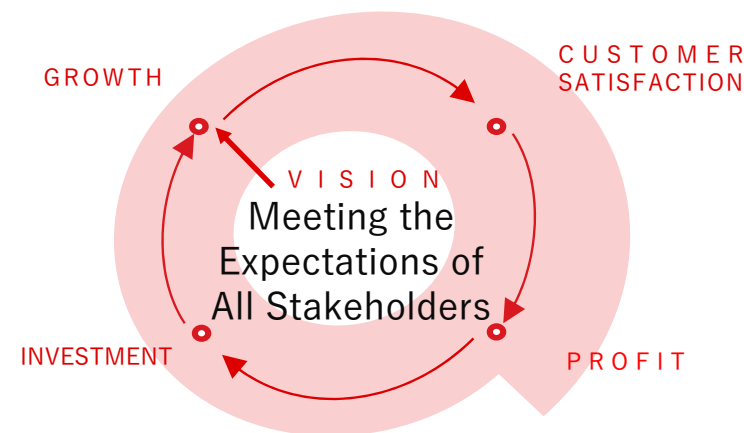 CUSTOMER
SATISFACTION
GROWTH
VISION
Meeting the
Expectations of
All Stakeholders
INVESTMENT
PROFIT